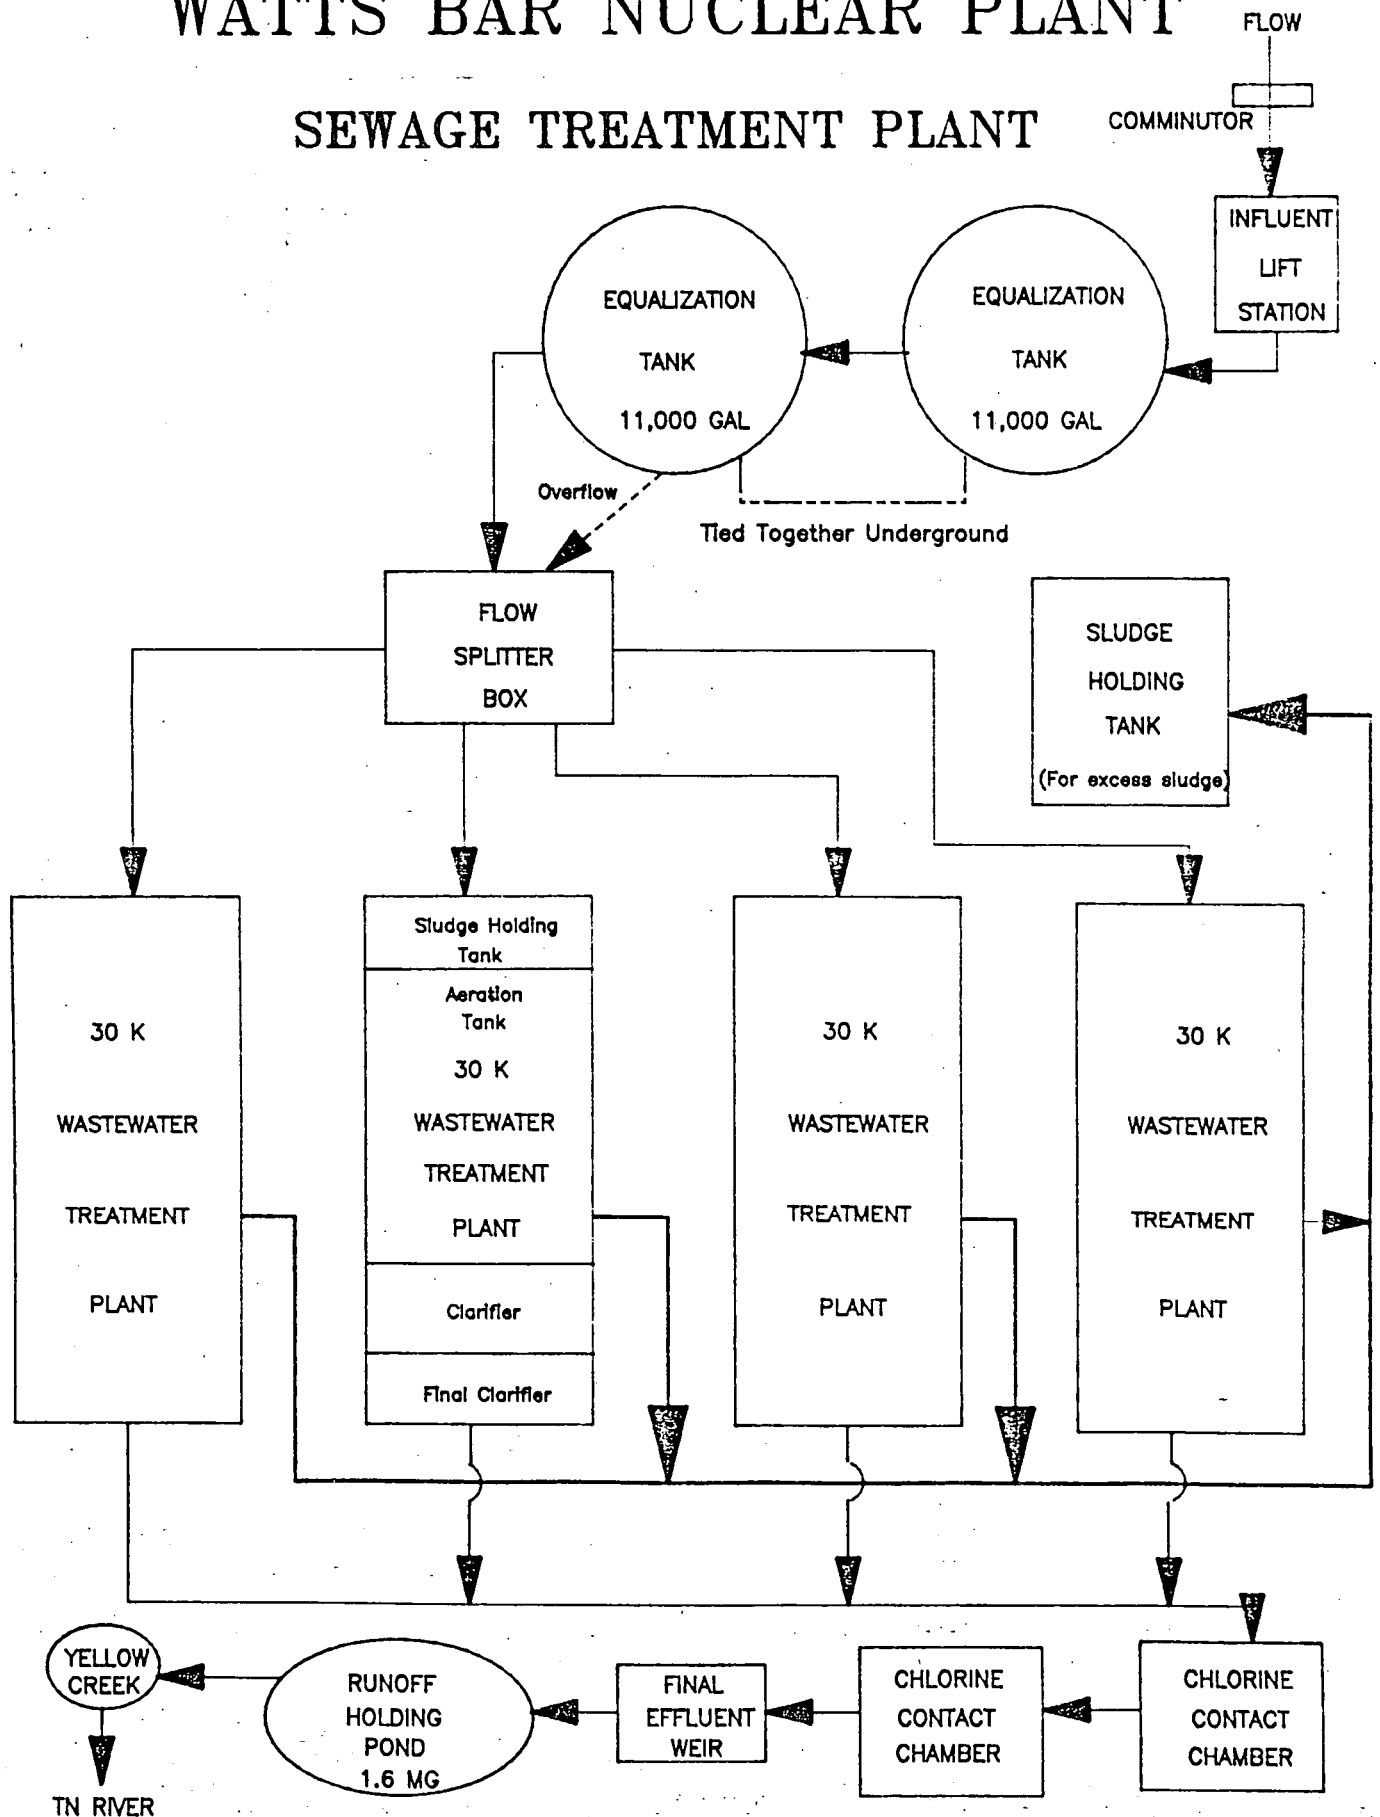 WATTS BAR NUCLEAR PLANT
FLOW
COMMINUTOR
SEWAGE TREATMENT PLANT
INFLUENT
LIFT
STATION
EQUALIZATION
TANK
11,000 GAL
EQUALIZATION
TANK
11,000 GAL
Overflow
Tied Together Underground
FLOW
SPLITTER
BOX
SLUDGE
HOLDING
TANK
(For excess sludge)
30 K
WASTEWATER
TREATMENT
PLANT
Sludge Holding
Tank
Aeration
Tank
30 K
WASTEWATER
TREATMENT
PLANT
Clarifier
Final Clarifier
30 K
WASTEWATER
TREATMENT
PLANT
30 K
WASTEWATER
TREATMENT
PLANT
YELLOW
CREEK
TN RIVER
RUNOFF
HOLDING
POND
1.6 MG
FINAL
EFFLUENT
WEIR
CHLORINE
CONTACT
CHAMBER
CHLORINE
CONTACT
CHAMBER